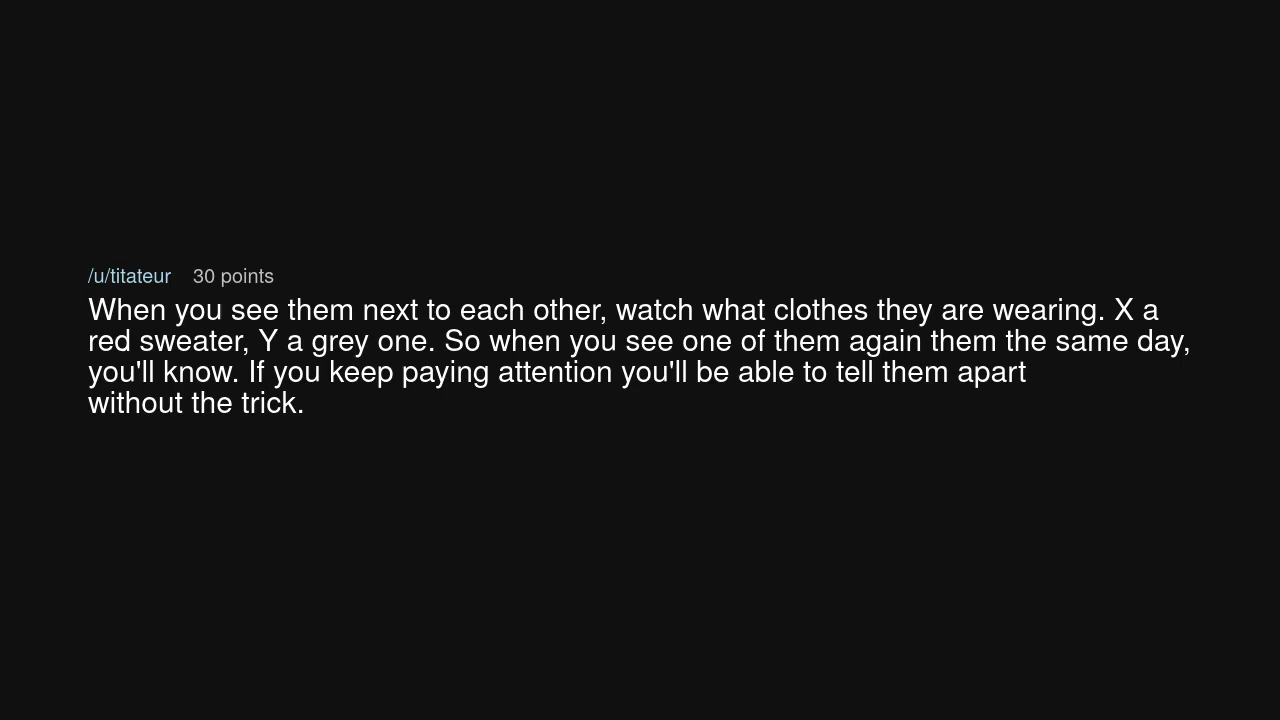 /u/titateur 30 points
When you see them next to each other, watch what clothes they are wearing. X a
red sweater, Y a grey one. So when you see one of them again them the same day,
you'll know. If you keep paying attention you'll be able to tell them apart
without the trick.